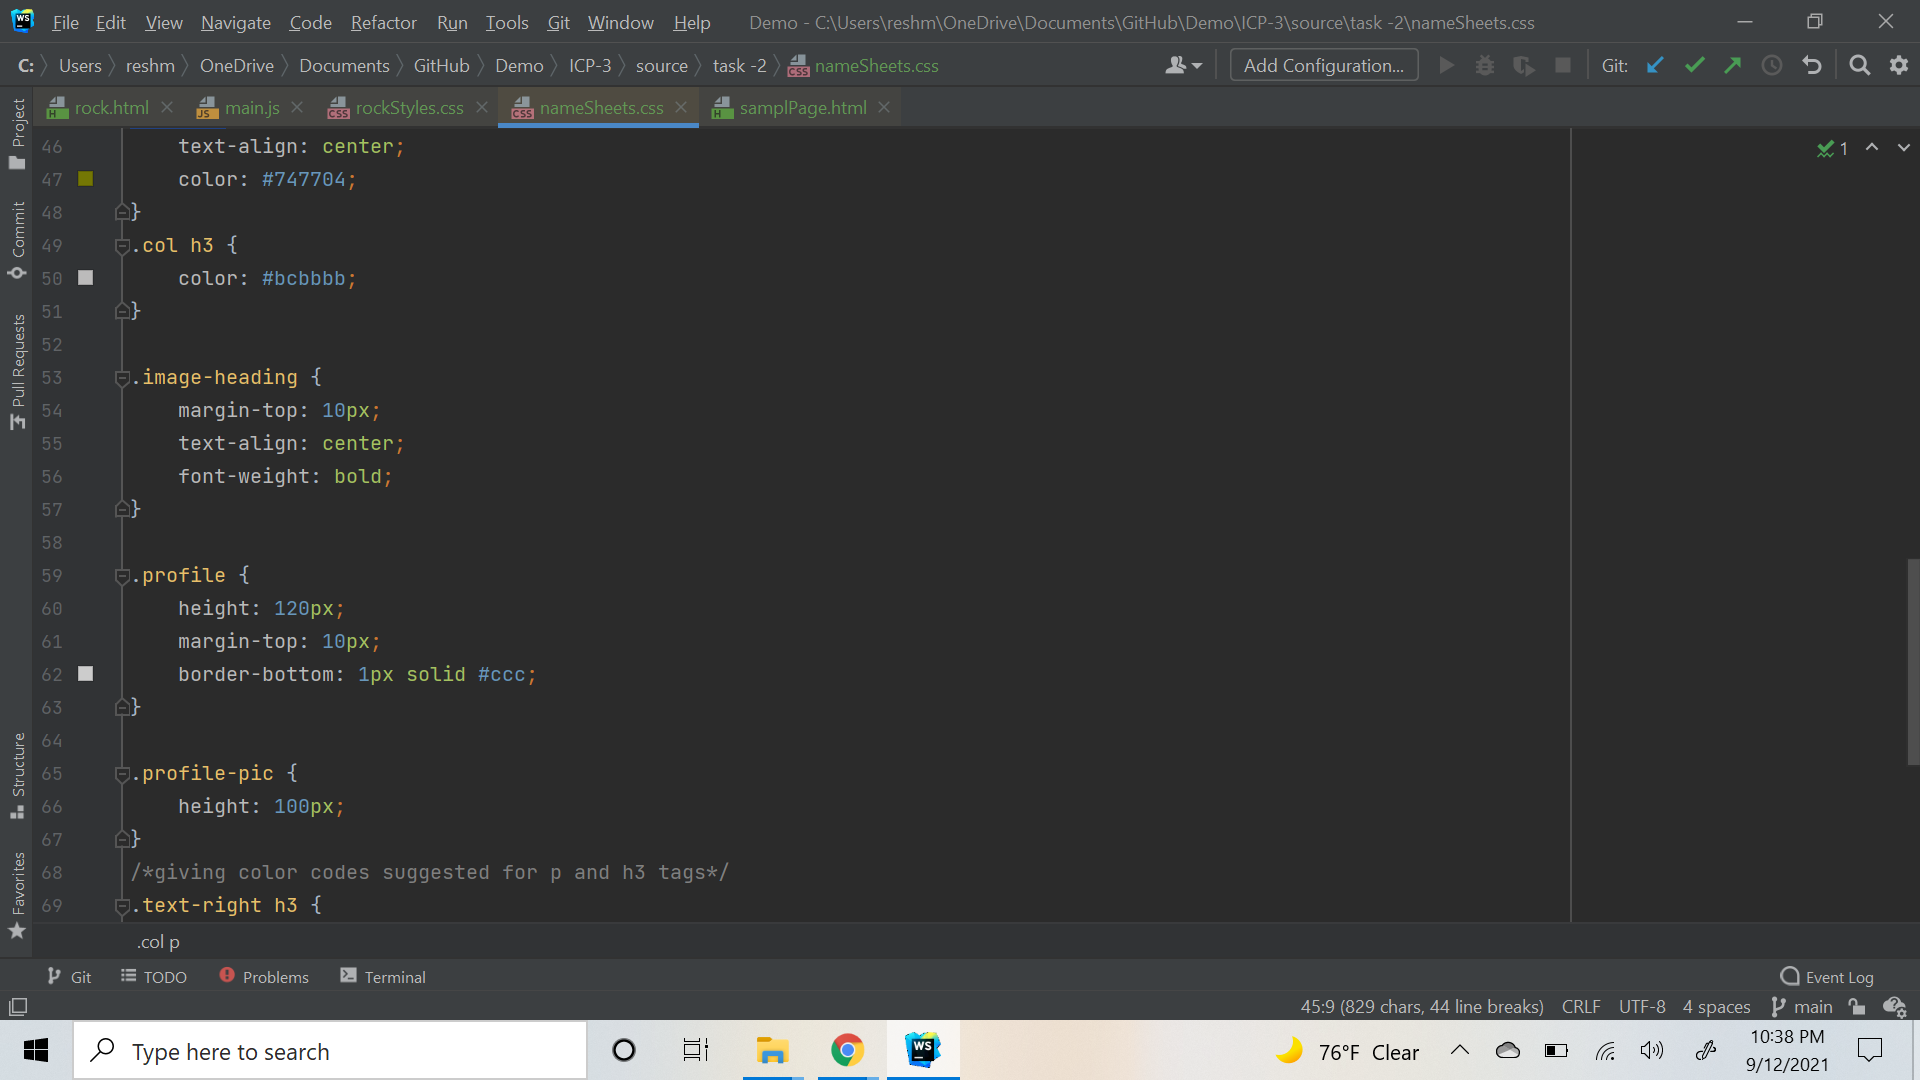 WS File Edit View Navigate Code Refactor Run Tools Git Window Help Demo - C:\Users\reshm\OneDrive\Documents\GitHub\Demo\ICP-3\source\task -2\nameSheets.css
C: Users reshm OneDrive Documents GitHub Demo ICP-3 source task -2 CSS nameSheets.css Add Configuration... Git:
H rock.html JS main.js CSS rockStyles.css CSS nameSheets.css H samplPage.html
Project
Commit
Pull Requests
Structure
Favorites
46 text-align: center;
1
47 color: #747704;
48 }
49 .col h3 {
50 color: #bcbbbb;
51 }
52
53 .image-heading {
54 margin-top: 10px;
55 text-align: center;
56 font-weight: bold;
57 }
58
59 .profile {
60 height: 120px;
61 margin-top: 10px;
62 border-bottom: 1px solid #ccc;
63 }
64
65 .profile-pic {
66 height: 100px;
67 }
68 /*giving color codes suggested for p and h3 tags*/
69 .text-right h3 {
.col p
Git TODO Problems Terminal Event Log
45:9 (829 chars, 44 line breaks) CRLF UTF-8 4 spaces main
Type here to search WS 76°F Clear 10:38 PM
9/12/2021